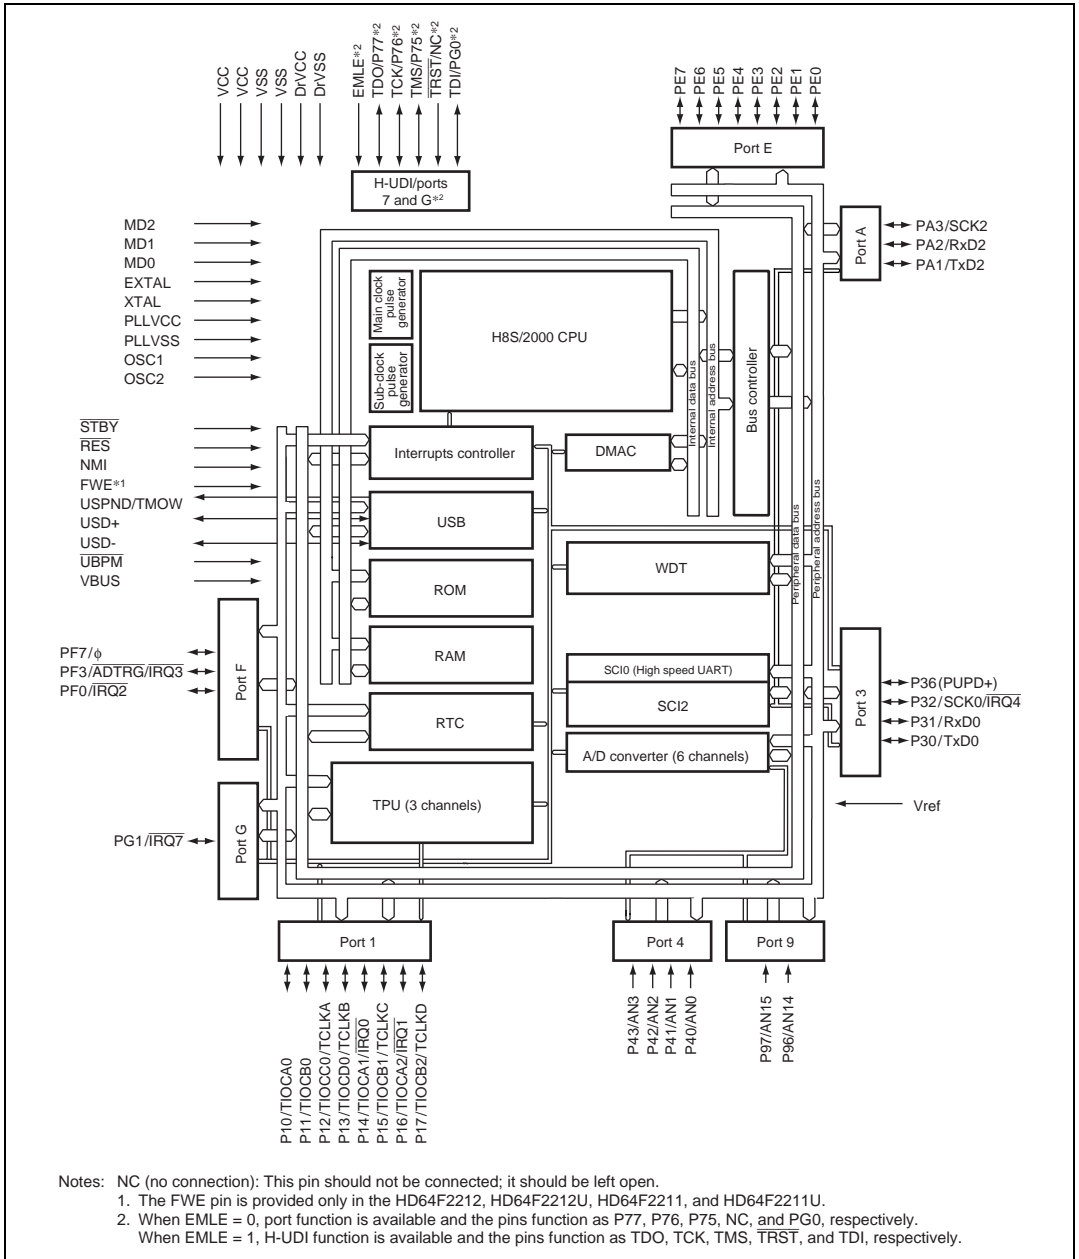 VCC
VCC
VSS
VSS
DrVCC
DrVSS
EMLE*2
TDO/P77*2
TCK/P76*2
TMS/P75*2
TRST/NC*2
TDI/PG0*2
PE7
PE6
PE5
PE4
PE3
PE2
PE1
PE0
Port E
H-UDI/ports
7 and G*2
MD2
MD1
MD0
EXTAL
XTAL
PLLVCC
PLLVSS
OSC1
OSC2
Port A
PA3/SCK2
PA2/RxD2
PA1/TxD2
Main clock
pulse
generator
Sub-clock
pulse
generator
H8S/2000 CPU
Internal data bus
Internal address bus
Bus controller
STBY
RES
NMI
FWE*1
USPND/TMOW
USD+
USD-
UBPM
VBUS
Interrupts controller
DMAC
USB
WDT
Peripheral data bus
Peripheral address bus
ROM
RAM
SCI0 (High speed UART)
SCI2
RTC
A/D converter (6 channels)
TPU (3 channels)
Port F
PF7/ϕ
PF3/ADTRG/IRQ3
PF0/IRQ2
Port 3
P36 (PUPD+)
P32/SCK0/IRQ4
P31/RxD0
P30/TxD0
Vref
Port G
PG1/IRQ7
Port 1
Port 4
Port 9
P10/TIOCA0
P11/TIOCB0
P12/TIOCC0/TCLKA
P13/TIOCD0/TCLKB
P14/TIOCA1/IRQ0
P15/TIOCB1/TCLKC
P16/TIOCA2/IRQ1
P17/TIOCB2/TCLKD
P43/AN3
P42/AN2
P41/AN1
P40/AN0
P97/AN15
P96/AN14
Notes: NC (no connection): This pin should not be connected; it should be left open.
1. The FWE pin is provided only in the HD64F2212, HD64F2212U, HD64F2211, and HD64F2211U.
2. When EMLE = 0, port function is available and the pins function as P77, P76, P75, NC, and PG0, respectively.
When EMLE = 1, H-UDI function is available and the pins function as TDO, TCK, TMS, TRST, and TDI, respectively.